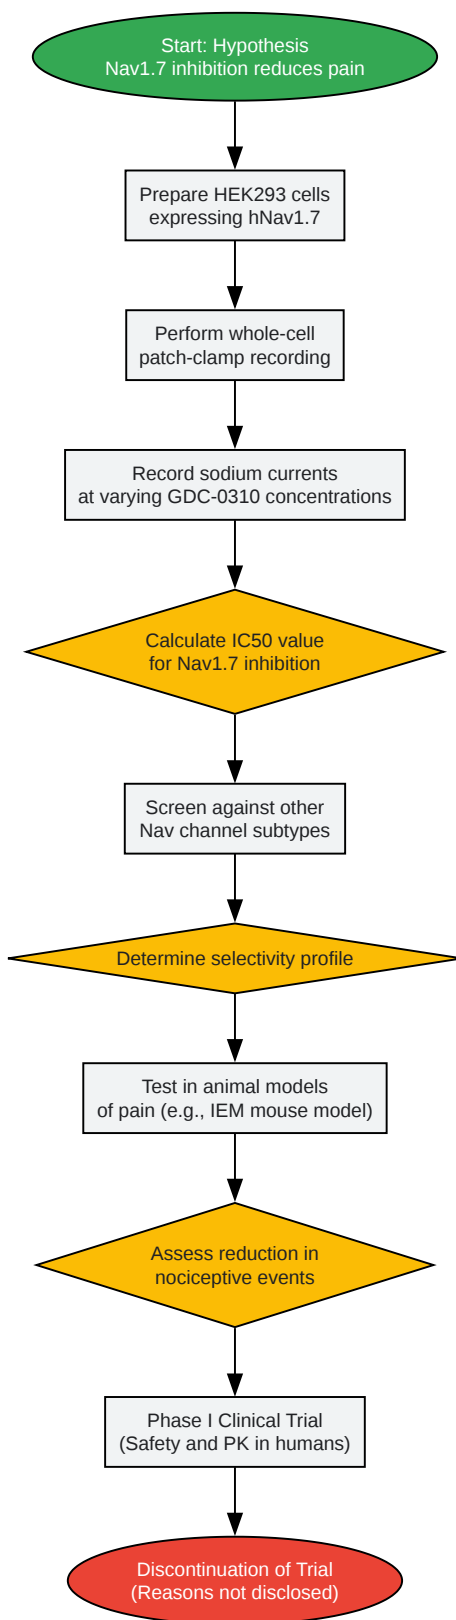 Start: Hypothesis
Nav1.7 inhibition reduces pain
Prepare HEK293 cells
expressing hNav1.7
Perform whole-cell
patch-clamp recording
Record sodium currents
at varying GDC-0310 concentrations
Calculate IC50 value
for Nav1.7 inhibition
Screen against other
Nav channel subtypes
Determine selectivity profile
Test in animal models
of pain (e.g., IEM mouse model)
Assess reduction in
nociceptive events
Phase I Clinical Trial
(Safety and PK in humans)
Discontinuation of Trial
(Reasons not disclosed)